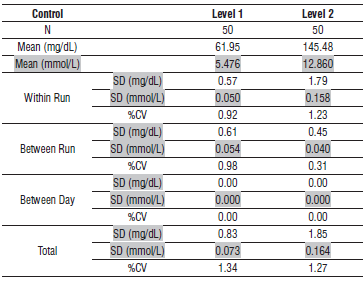 Control Level 1 Level 2
N 50 50
Mean (mg/dL) 61.95 145.48
Mean (mmol/L) 5.476 12.860
SD (mg/dL) 0.57 1.79
Within Run SD (mmol/L) 0.050 0.158
%CV 0.92 1.23
SD (mg/dL) 0.61 0.45
Between Run SD (mmol/L) 0.054 0.040
%CV 0.98 0.31
SD (mg/dL) 0.00 0.00
Between Day SD (mmol/L) 0.000 0.000
%CV 0.00 0.00
SD (mg/dL) 0.83 1.85
Total SD (mmol/L) 0.073 0.164
%CV 1.34 1.27